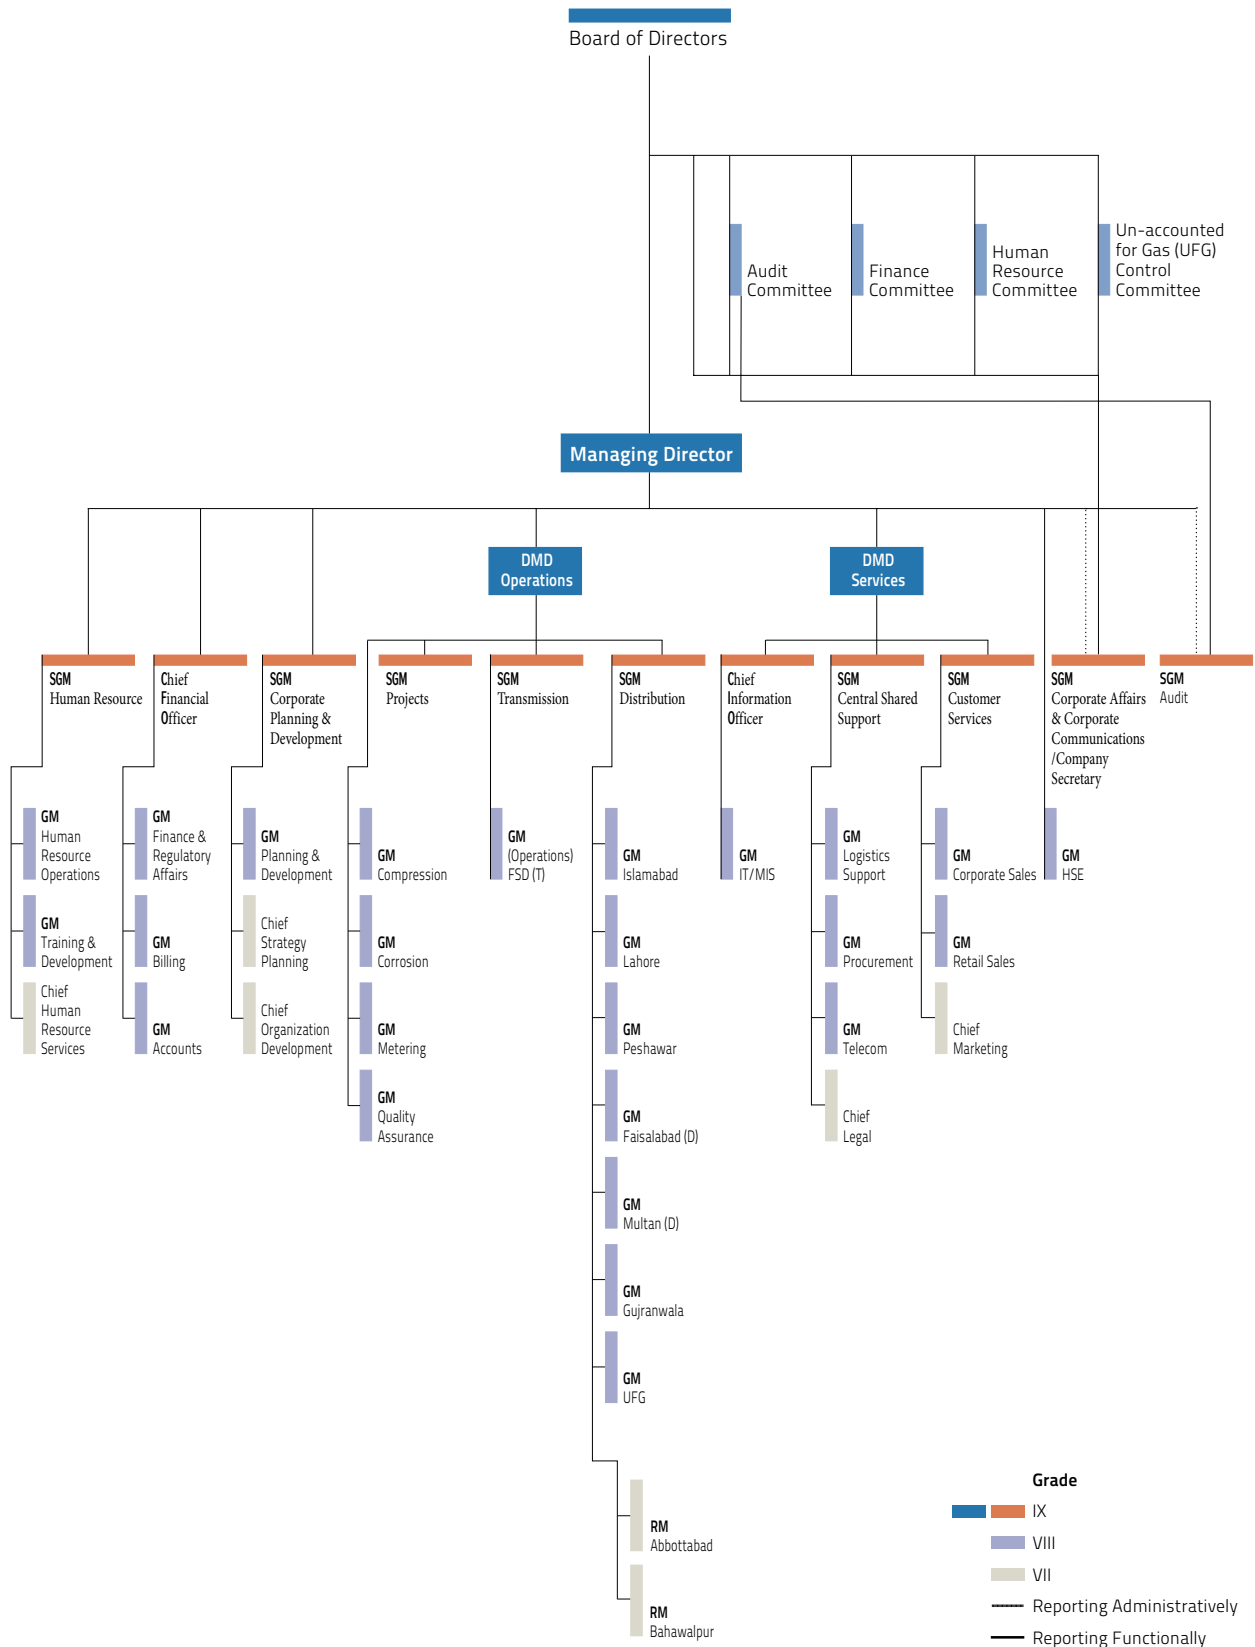 Board of Directors
Audit
Committee
Finance
Committee
Human
Resource
Committee
Un-accounted
for Gas (UFG)
Control
Committee
Managing Director
DMD
Operations
DMD
Services
SGM
Human Resource
Chief
Financial
Officer
SGM
Corporate
Planning &
Development
SGM
Projects
SGM
Transmission
SGM
Distribution
Chief
Information
Officer
SGM
Central Shared
Support
SGM
Customer
Services
SGM
Corporate Affairs
& Corporate
Communications
/Company
Secretary
SGM
Audit
GM
Human
Resource
Operations
GM
Training &
Development
Chief
Human
Resource
Services
GM
Finance &
Regulatory
Affairs
GM
Billing
GM
Accounts
GM
Planning &
Development
Chief
Strategy
Planning
Chief
Organization
Development
GM
Compression
GM
Corrosion
GM
Metering
GM
Quality
Assurance
GM
(Operations)
FSD (T)
GM
Islamabad
GM
Lahore
GM
Peshawar
GM
Faisalabad (D)
GM
Multan (D)
GM
Gujranwala
GM
UFG
RM
Abbottabad
RM
Bahawalpur
GM
IT/MIS
GM
Logistics
Support
GM
Procurement
GM
Telecom
Chief
Legal
GM
Corporate Sales
GM
Retail Sales
Chief
Marketing
GM
HSE
Grade
IX
VIII
VII
Reporting Administratively
Reporting Functionally